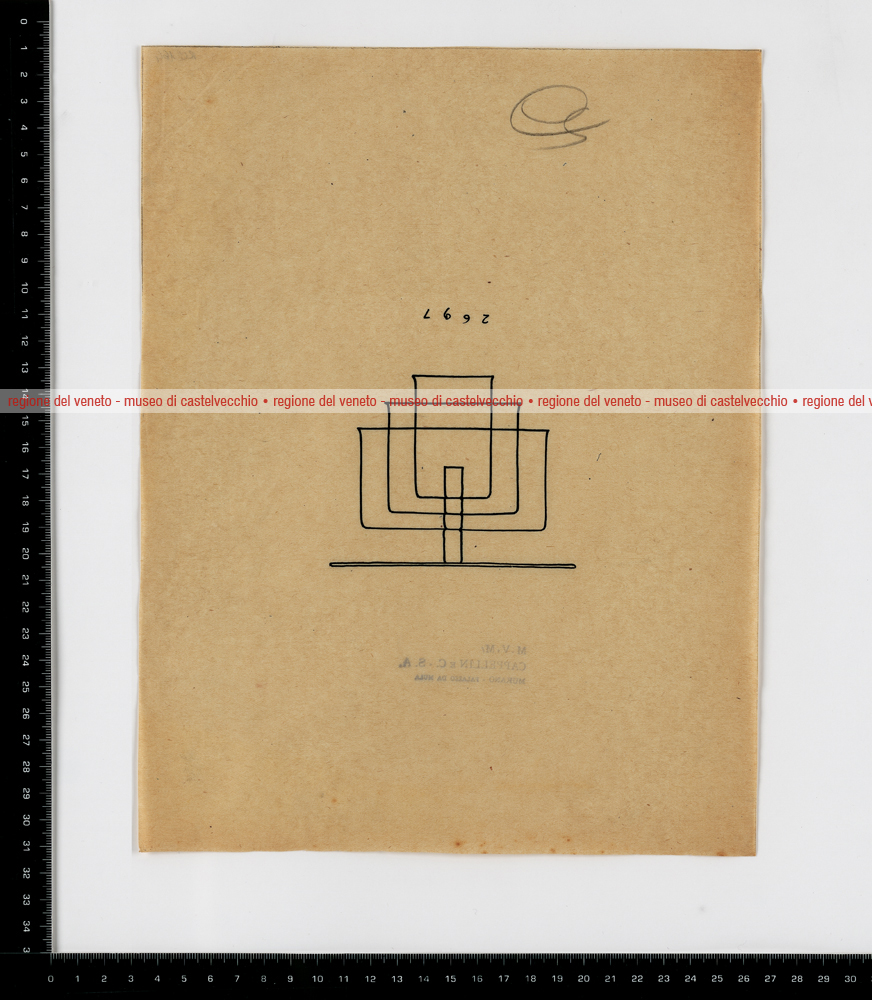 2697
regione del veneto - museo di castelvecchio • regione del veneto - museo di castelvecchio • regione del veneto - museo di castelvecchio • regione del v
M.V.M.
CAPPELLIN & C. - S. A.
MURANO - PALAZZO DA MULA
0 1 2 3 4 5 6 7 8 9 10 11 12 13 14 15 16 17 18 19 20 21 22 23 24 25 26 27 28 29 30 31 32 33 34 3
0 1 2 3 4 5 6 7 8 9 10 11 12 13 14 15 16 17 18 19 20 21 22 23 24 25 26 27 28 29 30